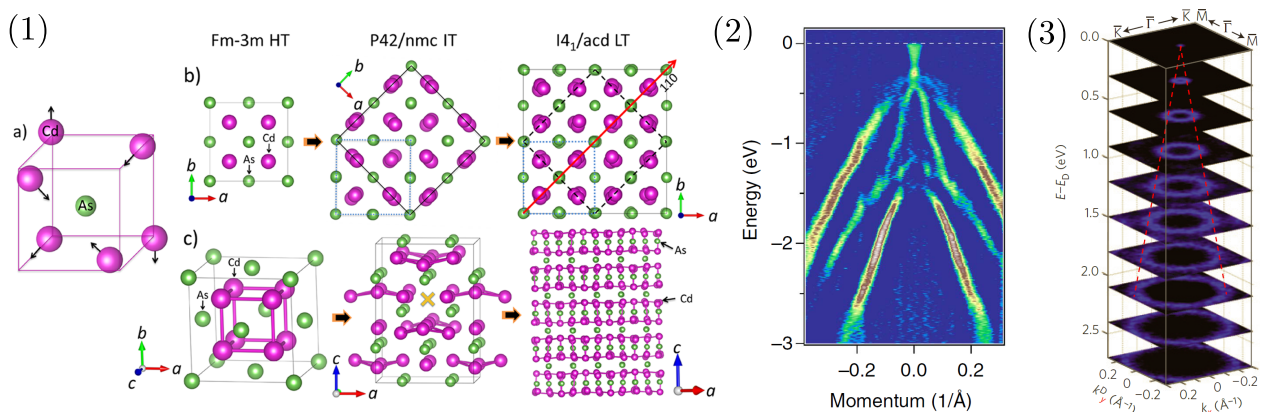 (1)
Fm-3m HT
P42/nmc IT
I4₁/acd LT
a)
Cd
As
b)
Cd
As
b
a
b
a
110
b
a
c)
Cd
As
b
c
a
c
a
As
Cd
c
a
(2)
Energy (eV)
0
−1
−2
−3
−0.2
0.0
0.2
Momentum (1/Å)
(3)
K̅ Γ̅ K̅ M̅ Γ̅ M̅
E−E_D (eV)
0.0
0.5
1.0
1.5
2.0
2.5
0.2
0
−0.2
k_y^D (Å⁻¹)
0.2
0
−0.2
(Å⁻¹)